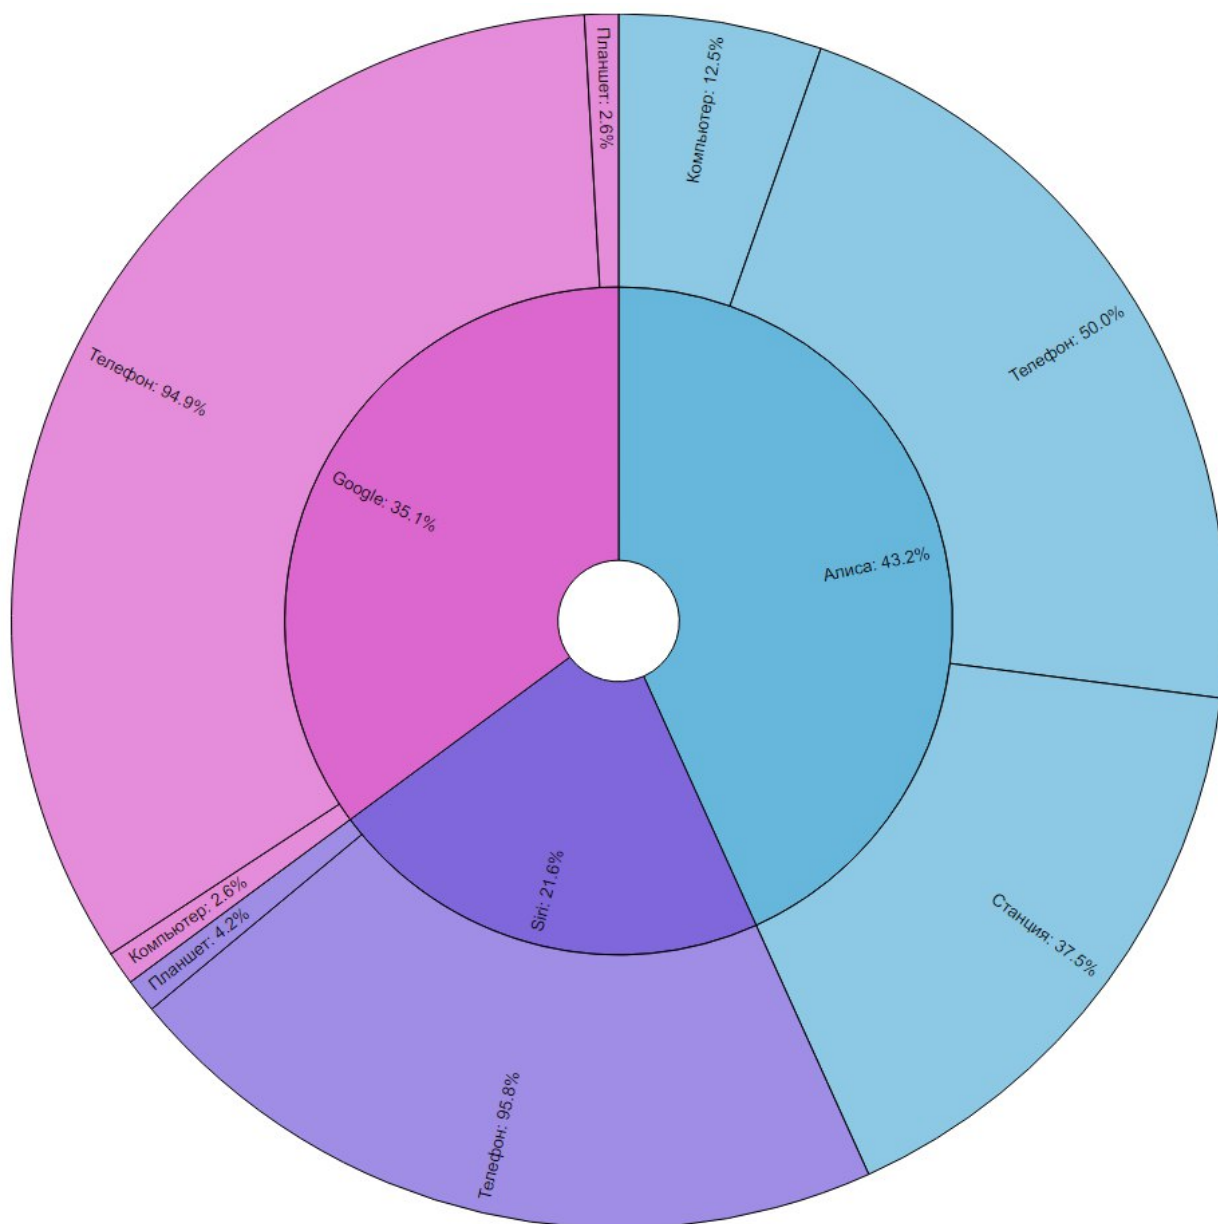 Планшет: 2.6%
Компьютер: 12.5%
Телефон: 50.0%
Телефон: 94.9%
Google: 35.1%
Алиса: 43.2%
Siri: 21.6%
Станция: 37.5%
Компьютер: 2.6%
Планшет: 4.2%
Телефон: 95.8%